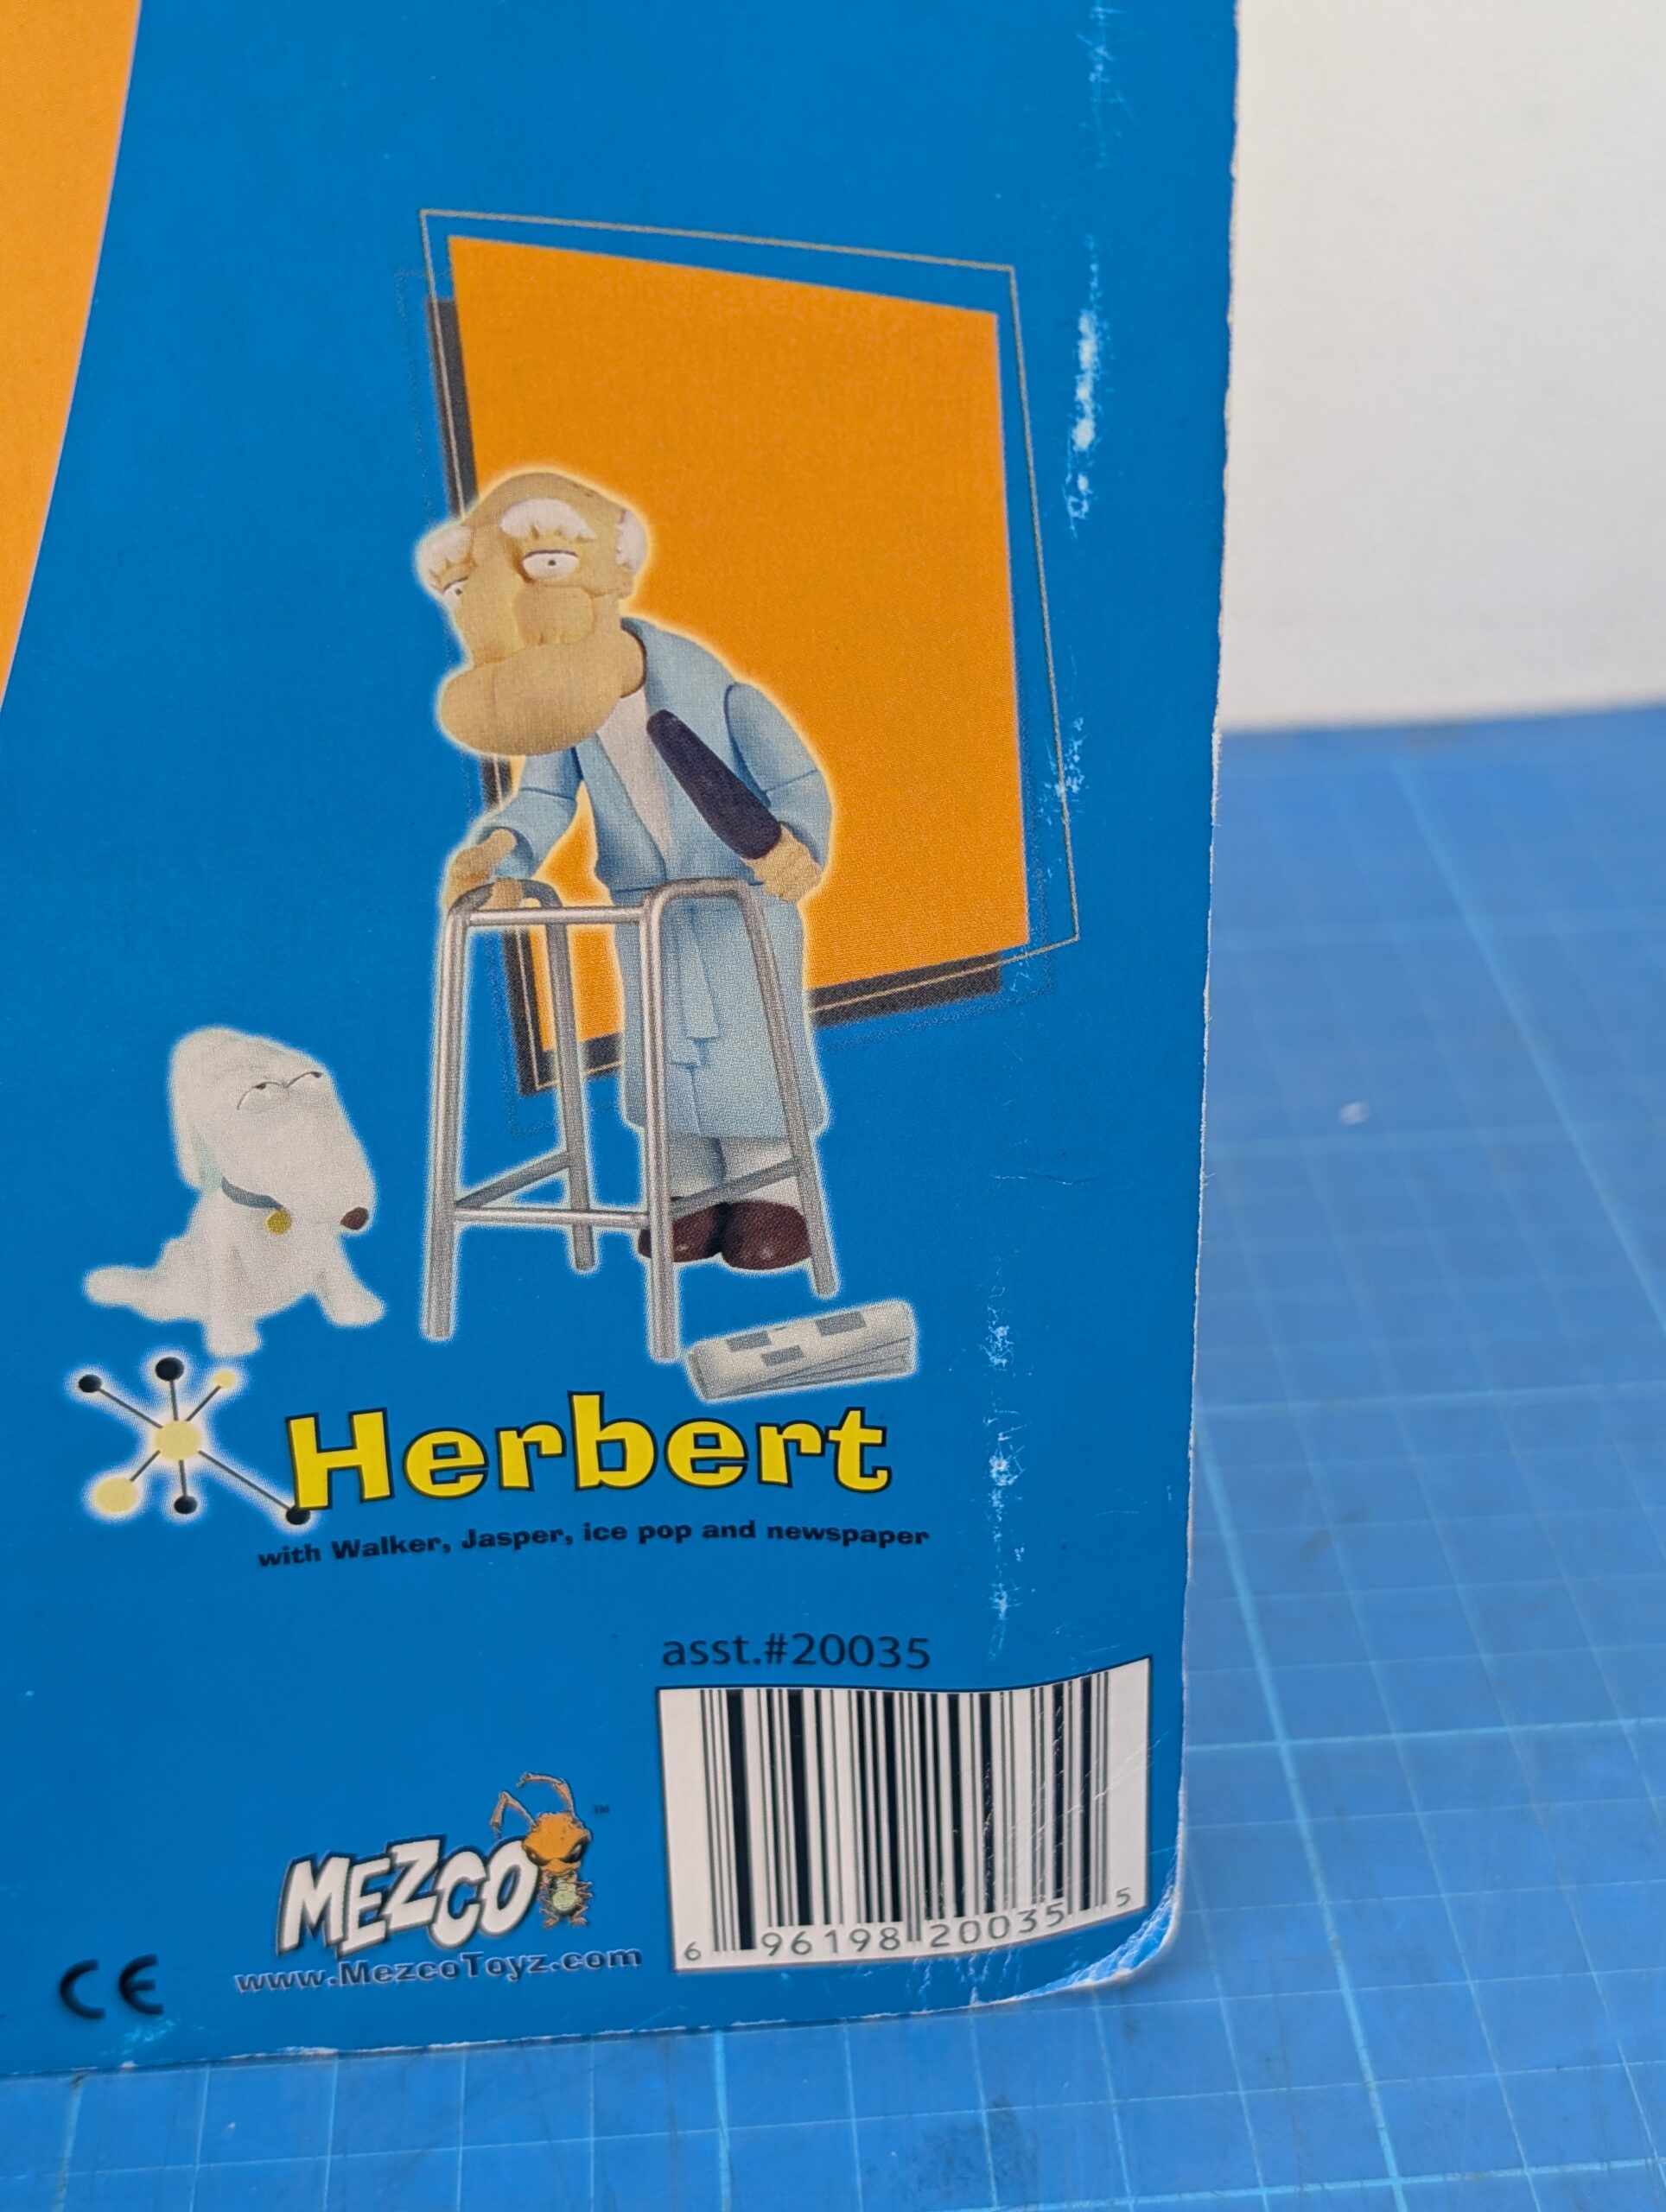 Herbert
with Walker, Jasper, ice pop and newspaper
asst.#20035
MEZCO ™
www.MezcoToyz.com
6 96198 20035 5
CE